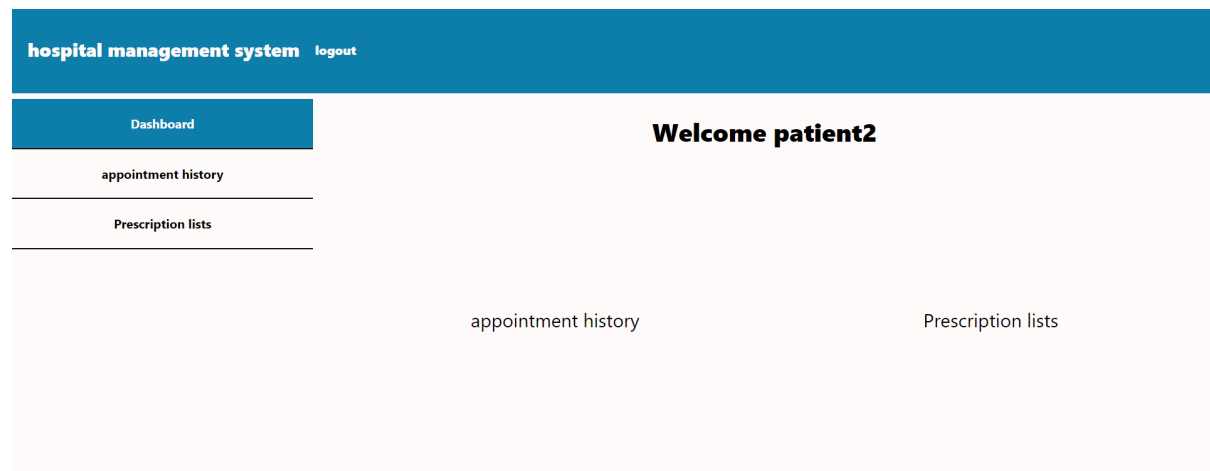 hospital management system logout
Dashboard
appointment history
Prescription lists
Welcome patient2
appointment history
Prescription lists